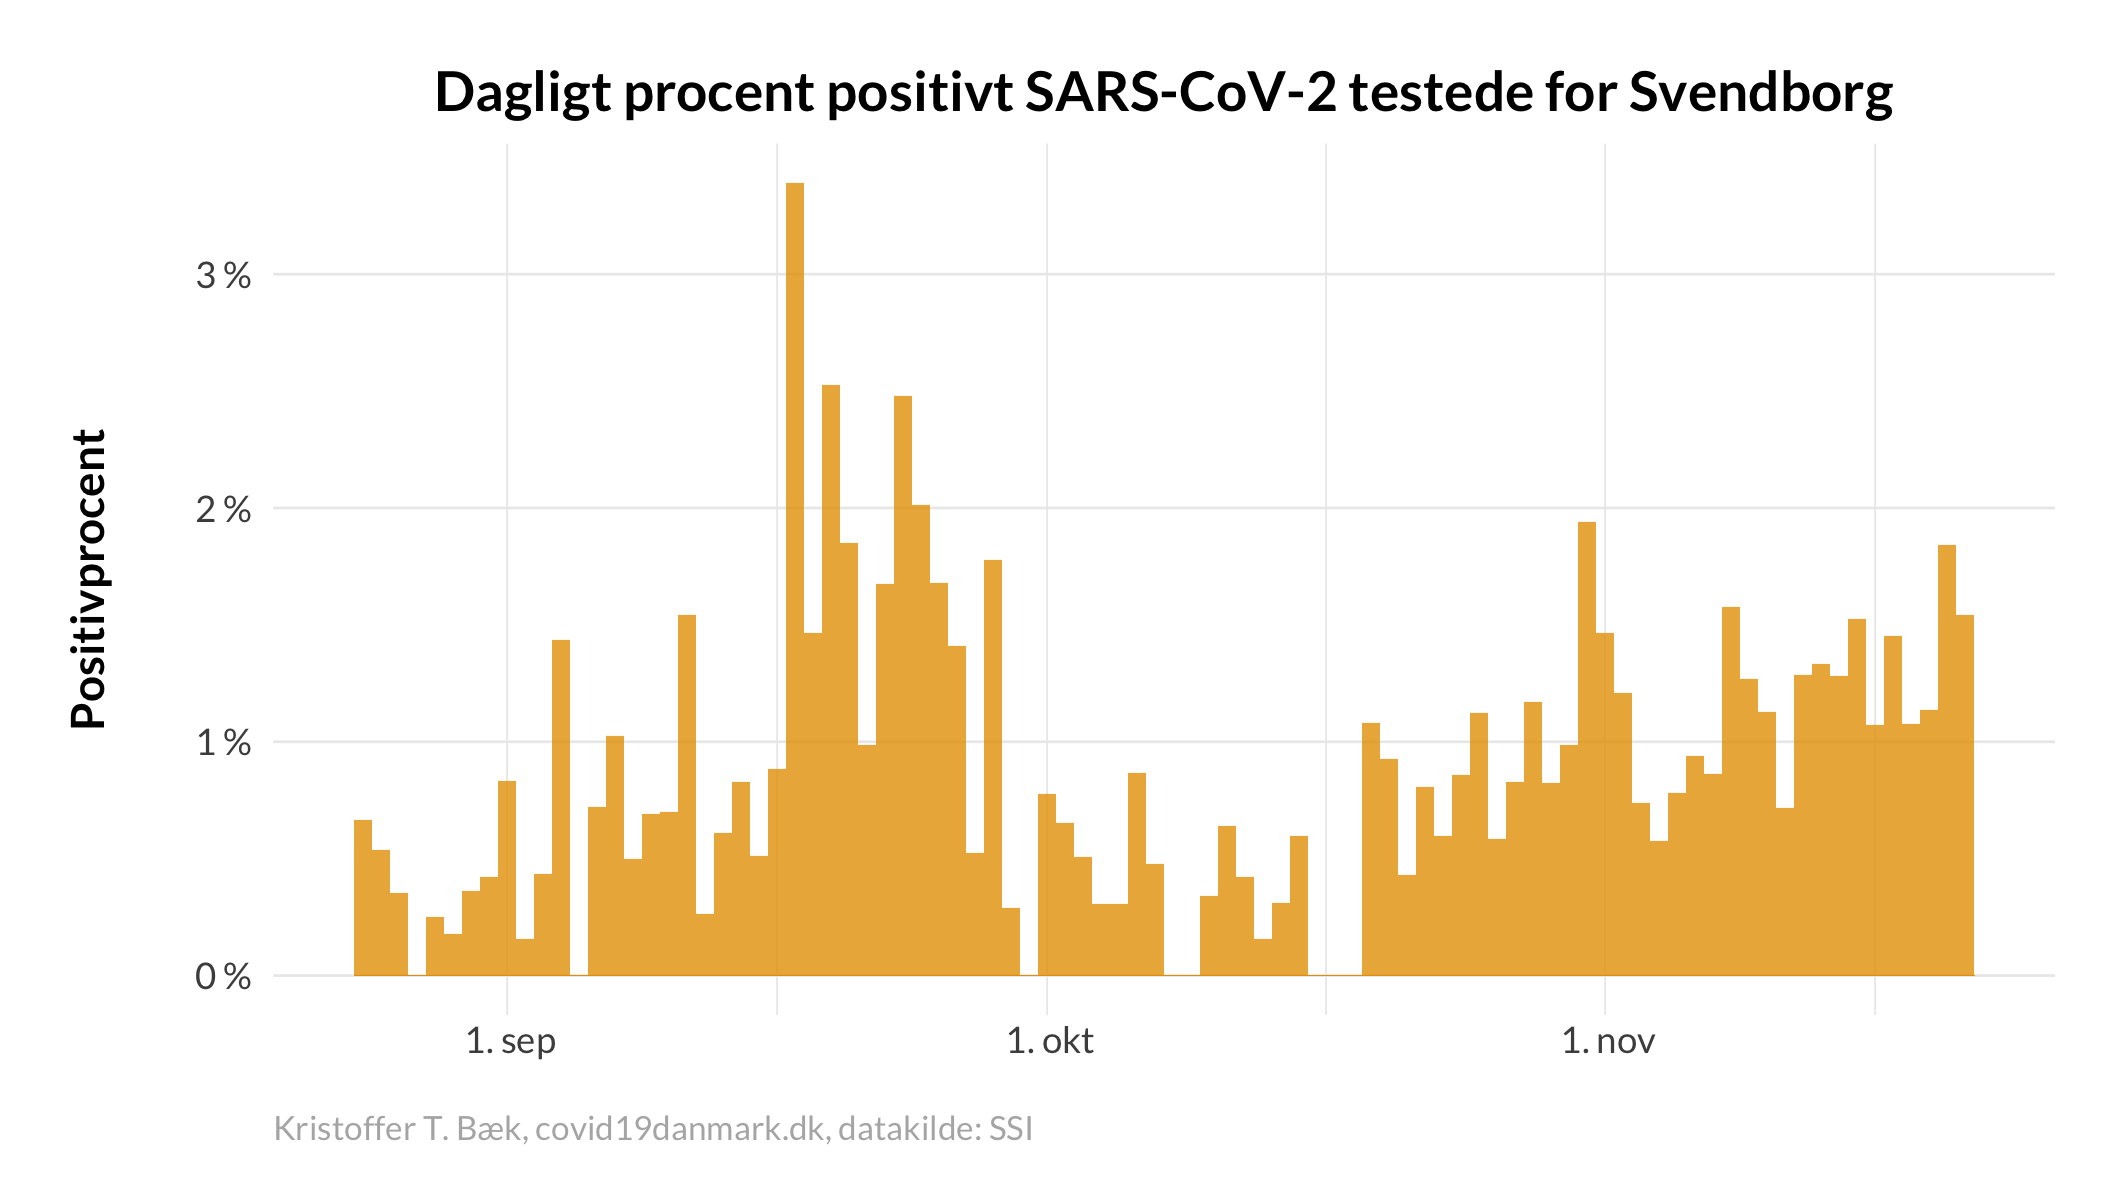 Dagligt procent positivt SARS-CoV-2 testede for Svendborg
Positivprocent
3 %
2 %
1 %
0 %
1. sep
1. okt
1. nov
Kristoffer T. Bæk, covid19danmark.dk, datakilde: SSI